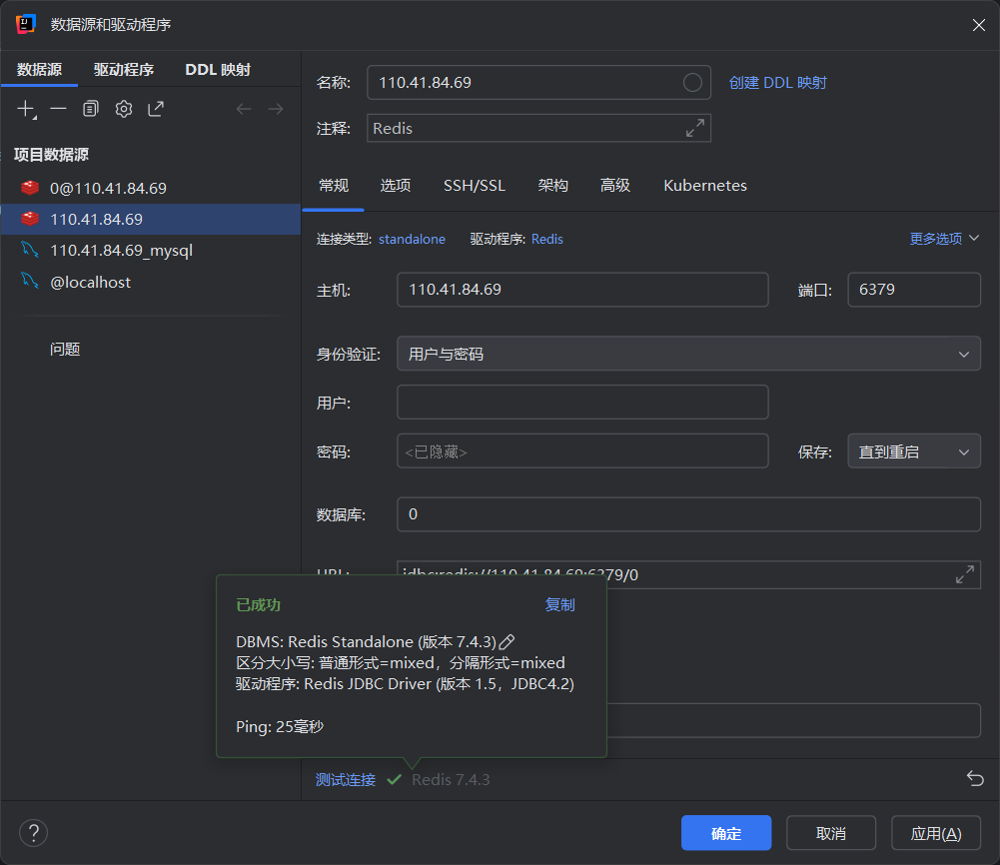 数据源和驱动程序
数据源 驱动程序 DDL 映射
项目数据源
0@110.41.84.69
110.41.84.69
110.41.84.69_mysql
@localhost
问题
名称: 110.41.84.69 创建 DDL 映射
注释: Redis
常规 选项 SSH/SSL 架构 高级 Kubernetes
连接类型: standalone 驱动程序: Redis 更多选项
主机: 110.41.84.69 端口: 6379
身份验证: 用户与密码
用户:
密码: <已隐藏> 保存: 直到重启
数据库: 0
URL: jdbc:redis://110.41.84.69:6379/0
已成功 复制
DBMS: Redis Standalone (版本 7.4.3)
区分大小写: 普通形式=mixed，分隔形式=mixed
驱动程序: Redis JDBC Driver (版本 1.5，JDBC4.2)
Ping: 25毫秒
测试连接 Redis 7.4.3
? 确定 取消 应用(A)